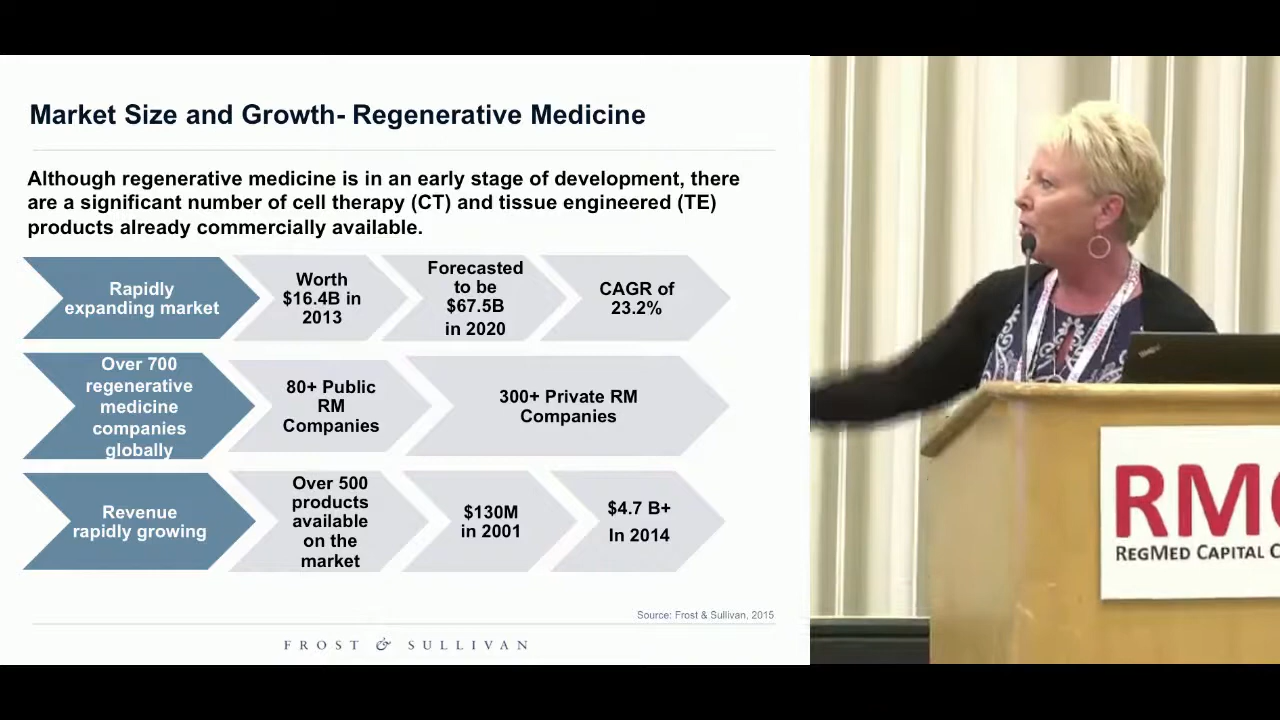 Market Size and Growth- Regenerative Medicine
Although regenerative medicine is in an early stage of development, there
are a significant number of cell therapy (CT) and tissue engineered (TE)
products already commercially available.
Rapidly
expanding market
Worth
$16.4B in
2013
Forecasted
to be
$67.5B
in 2020
CAGR of
23.2%
Over 700
regenerative
medicine
companies
globally
80+ Public
RM
Companies
300+ Private RM
Companies
Revenue
rapidly growing
Over 500
products
available
on the
market
$130M
in 2001
$4.7 B+
In 2014
Source: Frost & Sullivan, 2015
FROST & SULLIVAN
RMC
REGMED CAPITAL C